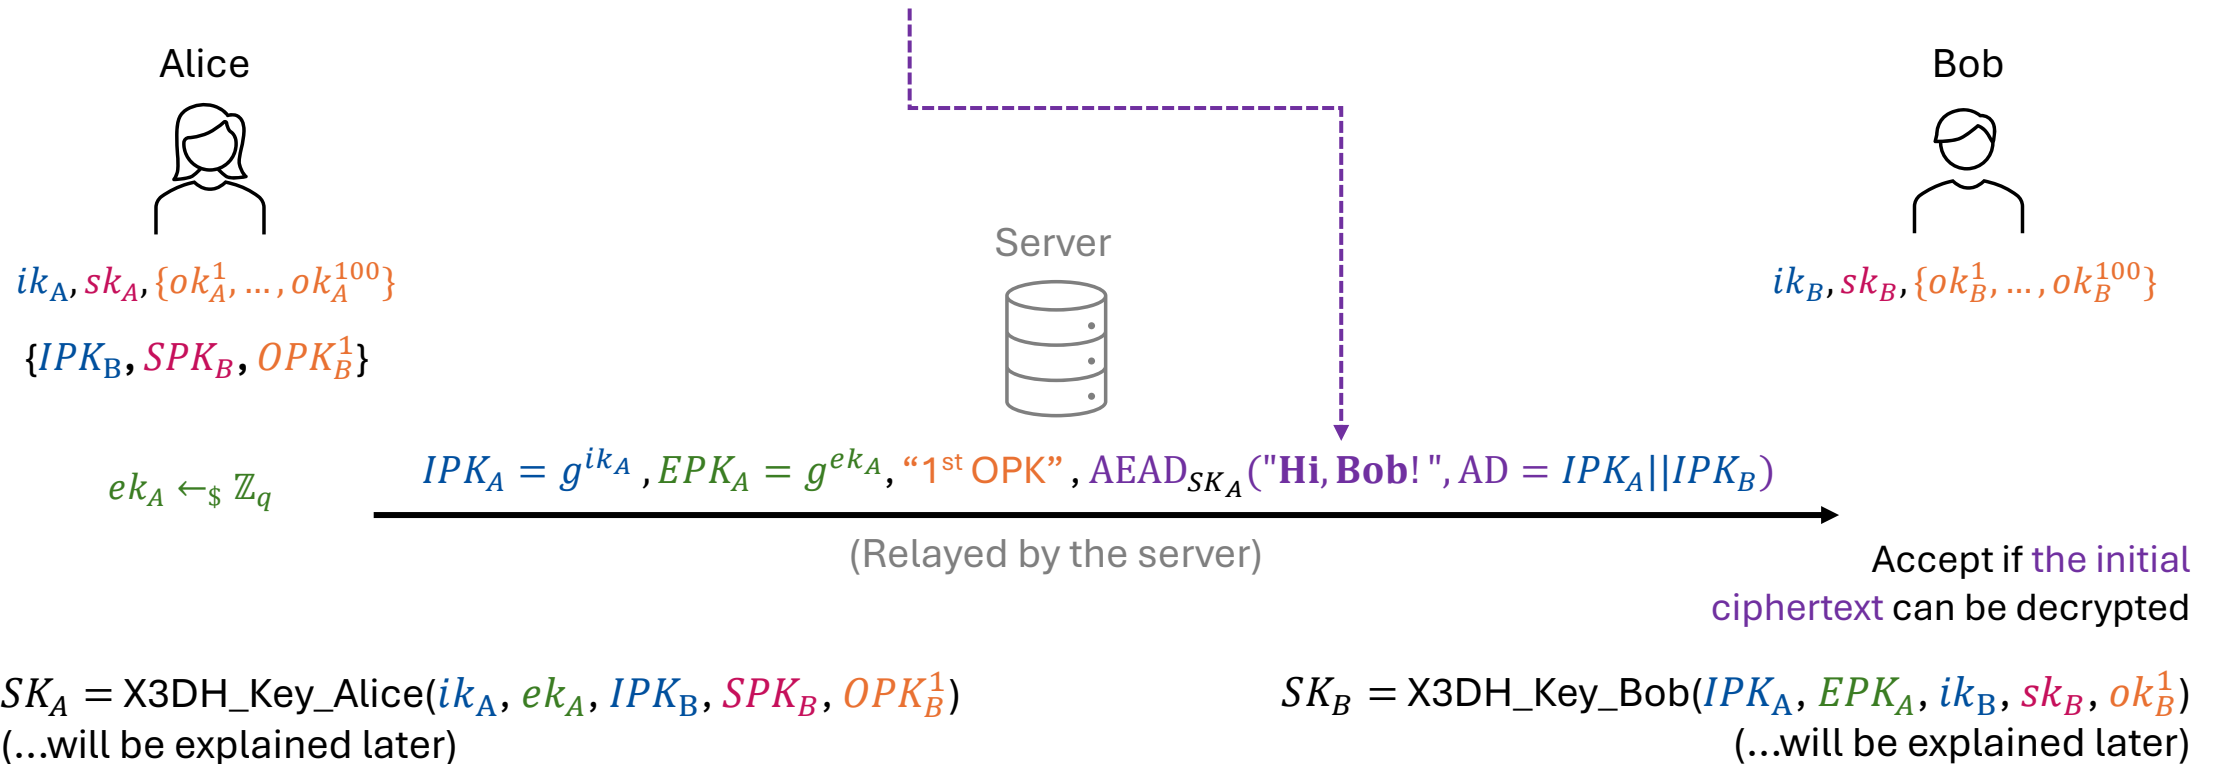 Alice
Bob
Server
𝑖𝑘_A, 𝑠𝑘_𝐴, {𝑜𝑘_𝐴^1, … , 𝑜𝑘_𝐴^100}
𝑖𝑘_𝐵, 𝑠𝑘_𝐵, {𝑜𝑘_𝐵^1, … , 𝑜𝑘_𝐵^100}
{𝐼𝑃𝐾_B, 𝑆𝑃𝐾_𝐵, 𝑂𝑃𝐾_𝐵^1}
𝑒𝑘_𝐴 ←_$ ℤ_𝑞
𝐼𝑃𝐾_𝐴 = 𝑔^{𝑖𝑘_𝐴}, 𝐸𝑃𝐾_𝐴 = 𝑔^{𝑒𝑘_𝐴}, “1st OPK”, AEAD_{𝑆𝐾_𝐴}("Hi, Bob!", AD = 𝐼𝑃𝐾_𝐴||𝐼𝑃𝐾_𝐵)
(Relayed by the server)
Accept if the initial
ciphertext can be decrypted
𝑆𝐾_𝐴 = X3DH_Key_Alice(𝑖𝑘_A, 𝑒𝑘_𝐴, 𝐼𝑃𝐾_B, 𝑆𝑃𝐾_𝐵, 𝑂𝑃𝐾_𝐵^1)
(...will be explained later)
𝑆𝐾_𝐵 = X3DH_Key_Bob(𝐼𝑃𝐾_A, 𝐸𝑃𝐾_𝐴, 𝑖𝑘_B, 𝑠𝑘_𝐵, 𝑜𝑘_𝐵^1)
(...will be explained later)